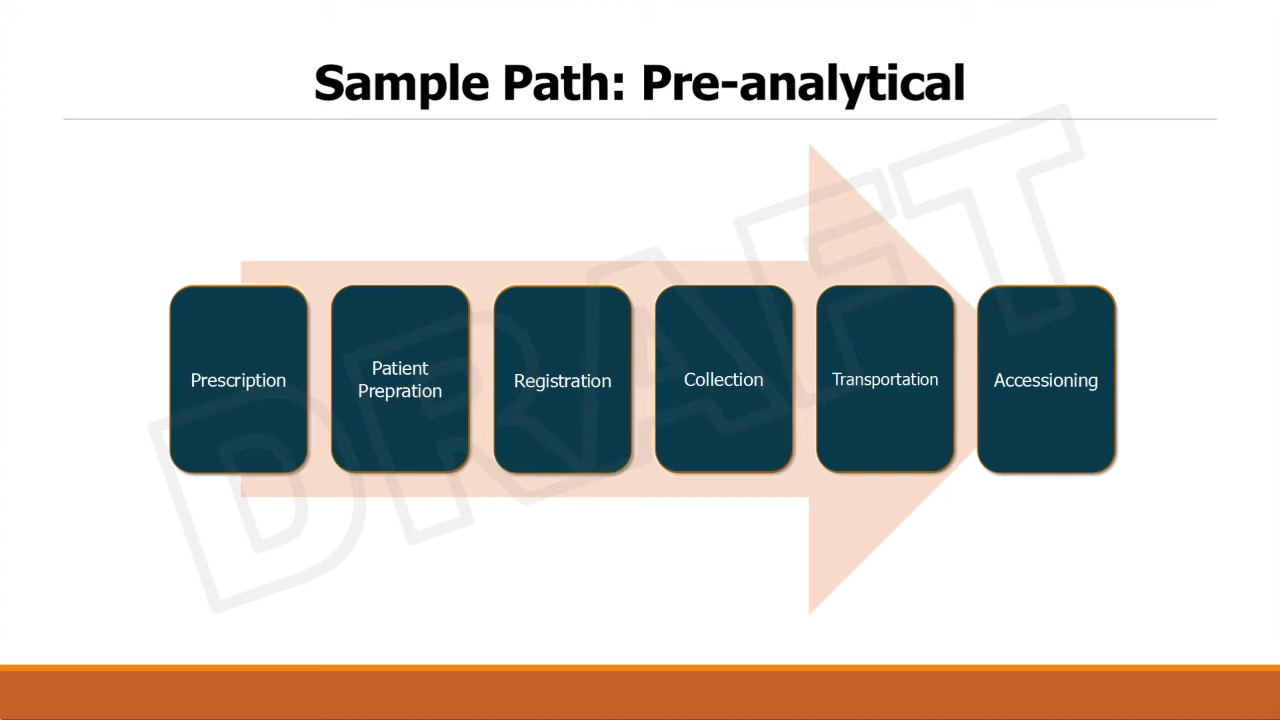 Sample Path: Pre-analytical
Prescription
Patient
Prepration
Registration
Collection
Transportation
Accessioning
DRAFT